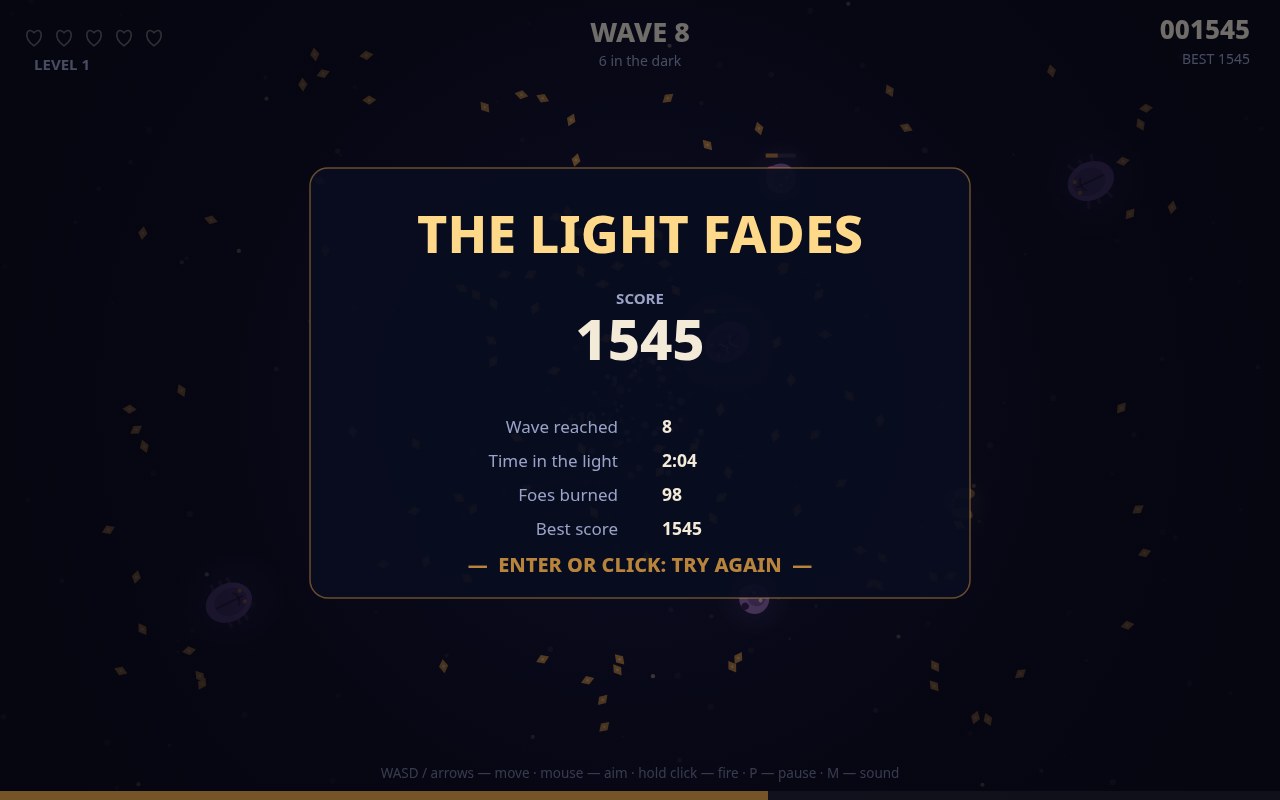 WAVE 8
6 in the dark
001545
BEST 1545
LEVEL 1
THE LIGHT FADES
SCORE
1545
Wave reached 8
Time in the light 2:04
Foes burned 98
Best score 1545
— ENTER OR CLICK: TRY AGAIN —
WASD / arrows — move · mouse — aim · hold click — fire · P — pause · M — sound